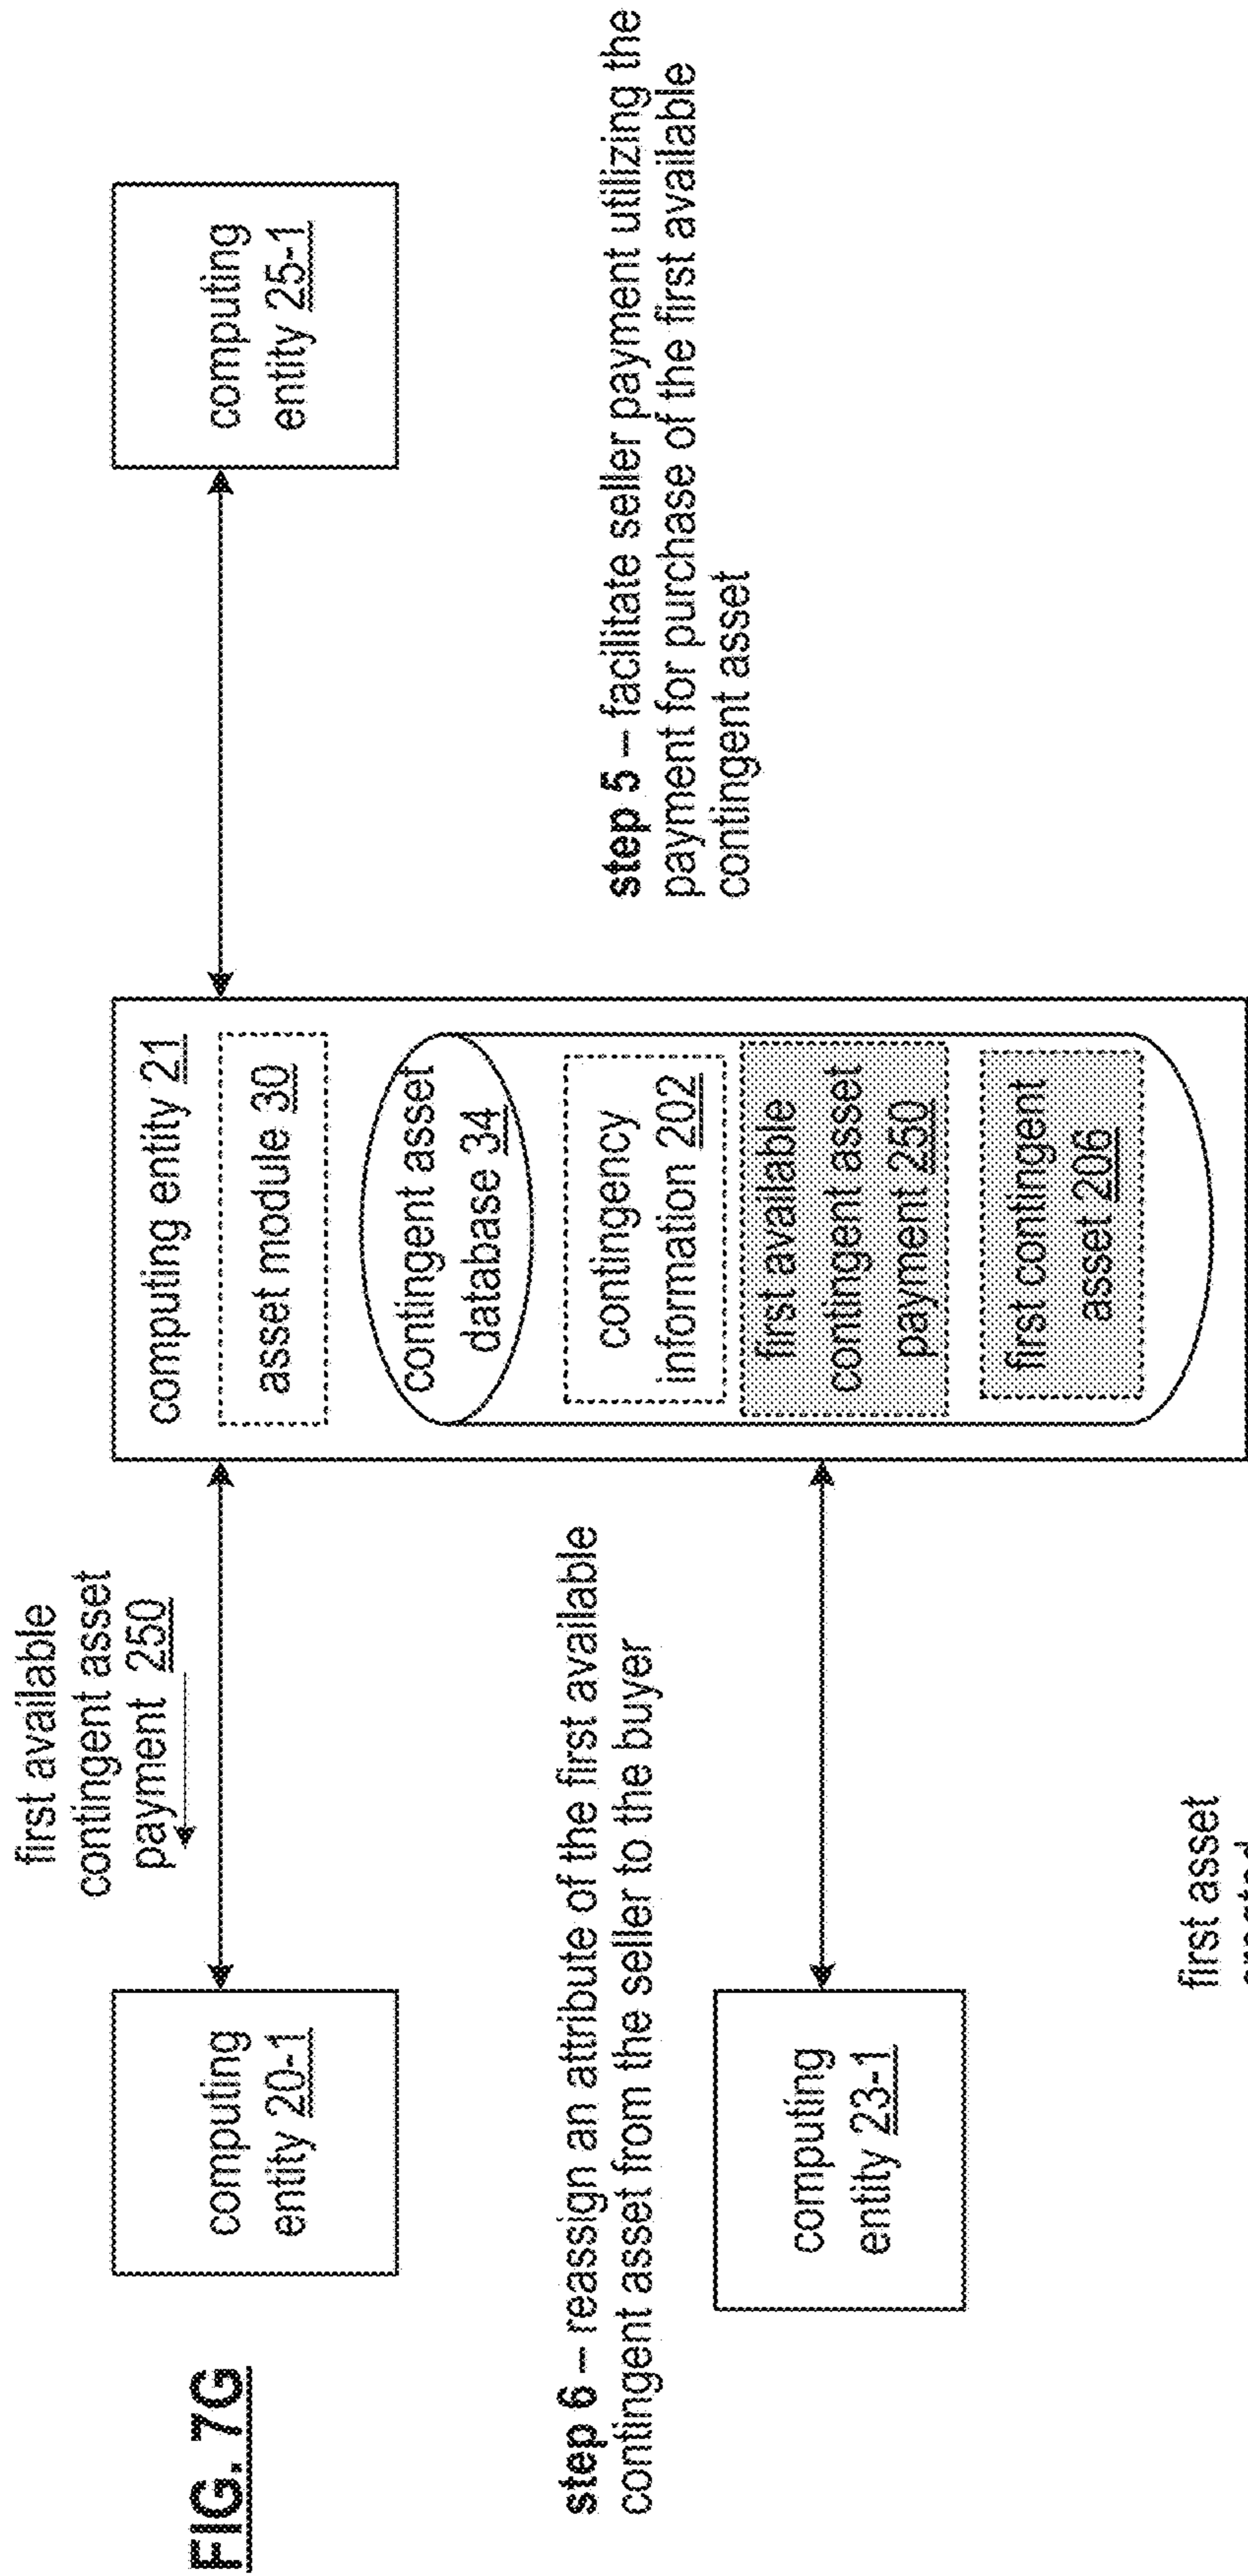 first available
contingent asset
payment 250
FIG. 7G
computing
entity 20-1
computing entity 21
asset module 30
computing
entity 25-1
contingent asset
database 34
step 6 – reassign an attribute of the first available
contingent asset from the seller to the buyer
contingency
information 202
step 5 – facilitate seller payment utilizing the
payment for purchase of the first available
contingent asset
first available
contingent asset
payment 250
computing
entity 23-1
first contingent
asset 206
first asset